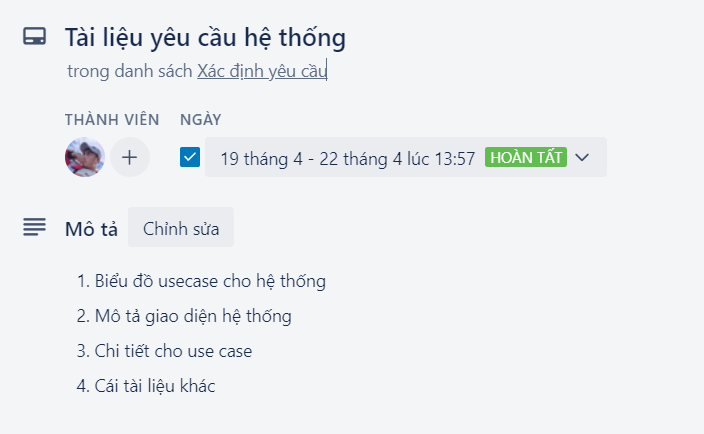 Tài liệu yêu cầu hệ thống
trong danh sách Xác định yêu cầu
THÀNH VIÊN NGÀY
19 tháng 4 - 22 tháng 4 lúc 13:57 HOÀN TẤT
Mô tả Chỉnh sửa
1. Biểu đồ usecase cho hệ thống
2. Mô tả giao diện hệ thống
3. Chi tiết cho use case
4. Cái tài liệu khác